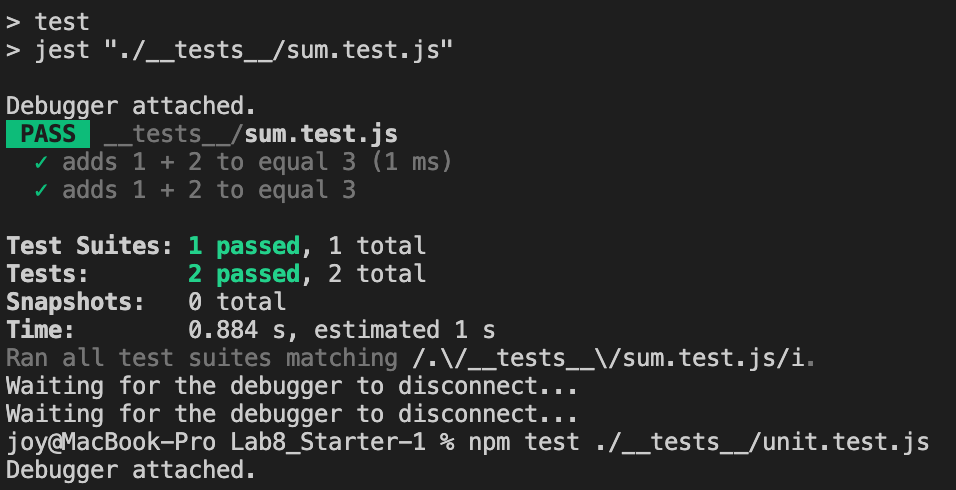 > test
> jest "./__tests__/sum.test.js"
Debugger attached.
PASS __tests__/sum.test.js
✓ adds 1 + 2 to equal 3 (1 ms)
✓ adds 1 + 2 to equal 3
Test Suites: 1 passed, 1 total
Tests: 2 passed, 2 total
Snapshots: 0 total
Time: 0.884 s, estimated 1 s
Ran all test suites matching /.\/__tests__\/sum.test.js/i.
Waiting for the debugger to disconnect...
Waiting for the debugger to disconnect...
joy@MacBook-Pro Lab8_Starter-1 % npm test ./__tests__/unit.test.js
Debugger attached.